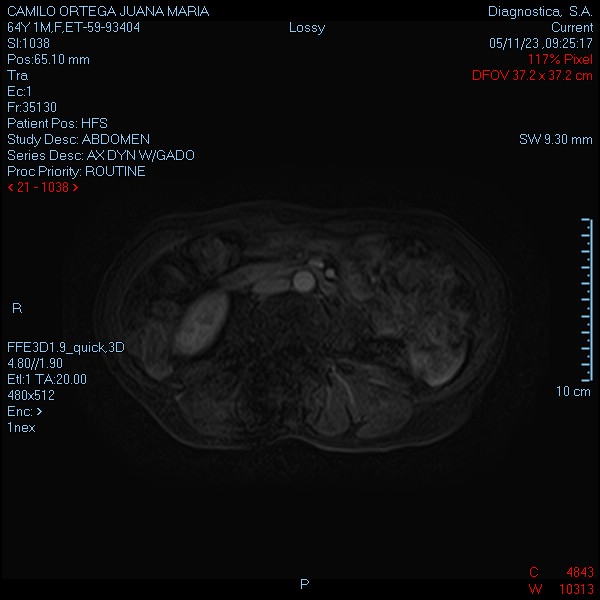 CAMILO ORTEGA JUANA MARIA
64Y 1M,F,ET-59-93404
SI:1038
Pos:65.10 mm
Tra
Ec:1
Fr:35130
Patient Pos: HFS
Study Desc: ABDOMEN
Series Desc: AX DYN W/GADO
Proc Priority: ROUTINE
< 21 - 1038 >
Lossy
Diagnostica, S.A.
Current
05/11/23 ,09:25:17
117% Pixel
DFOV 37.2 x 37.2 cm
SW 9.30 mm
R
FFE3D1.9_quick,3D
4.80//1.90
Etl:1 TA:20.00
480x512
Enc: >
1nex
10 cm
P
C 4843
W 10313